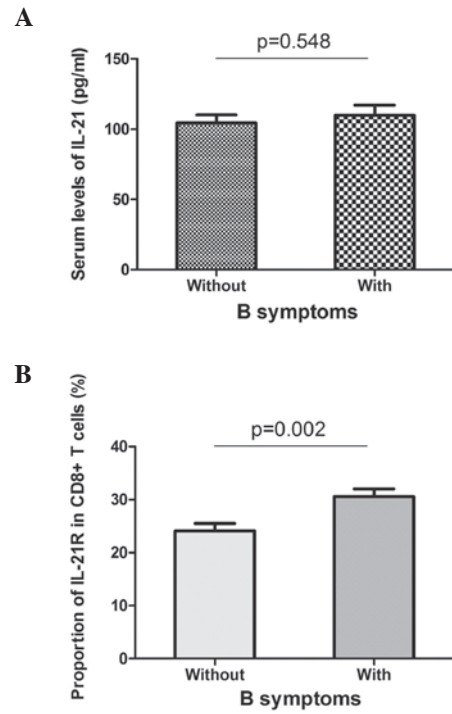 A
p=0.548
Serum levels of IL-21 (pg/ml)
150
100
50
0
Without With
B symptoms
B
p=0.002
Proportion of IL-21R in CD8+ T cells (%)
40
30
20
10
0
Without With
B symptoms